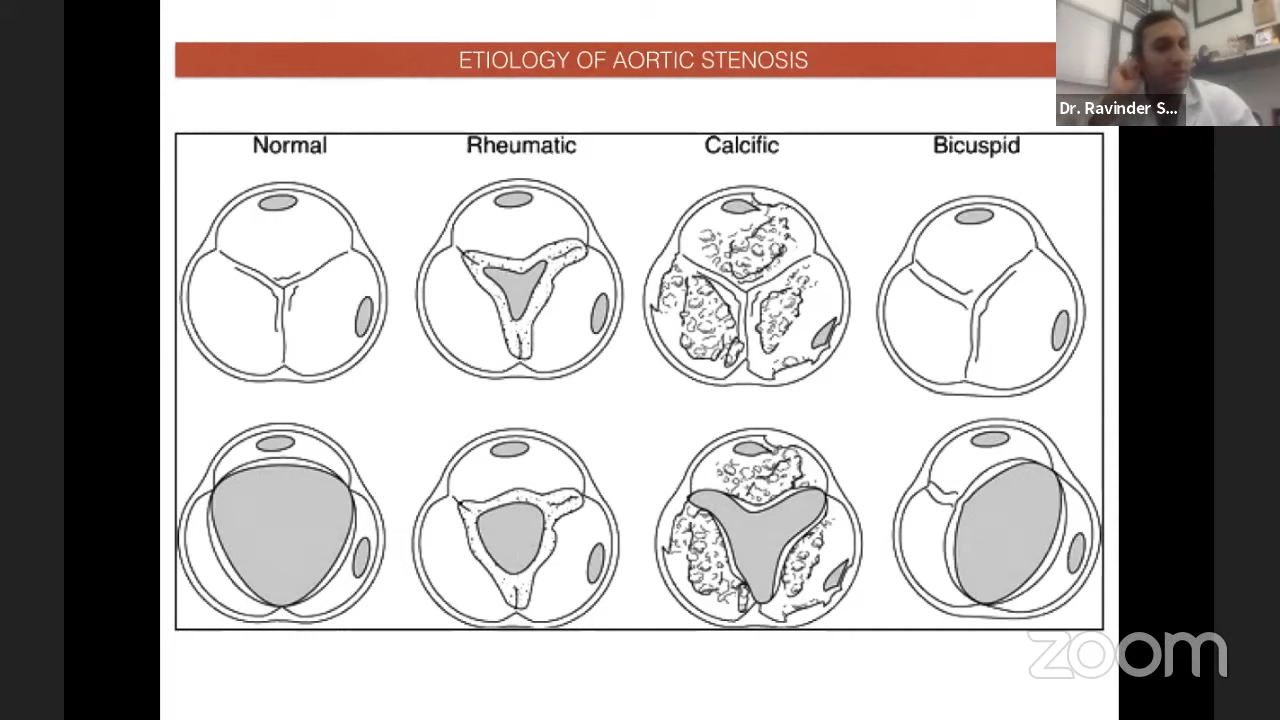 ETIOLOGY OF AORTIC STENOSIS
Dr. Ravinder S...
Normal
Rheumatic
Calcific
Bicuspid
zoom